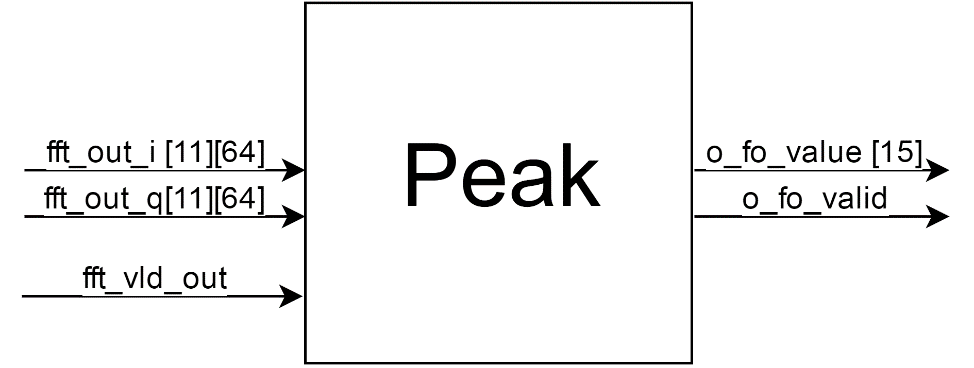 fft_out_i [11][64]
fft_out_q[11][64]
fft_vld_out
Peak
o_fo_value [15]
o_fo_valid